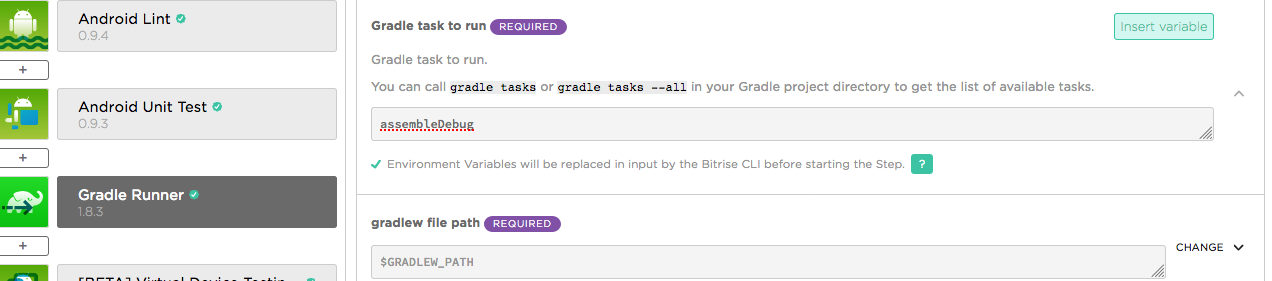 Android Lint
0.9.4
+
Android Unit Test
0.9.3
+
Gradle Runner
1.8.3
+
[BETA] Virtual Device Testin
Gradle task to run REQUIRED
Insert variable
Gradle task to run.
You can call gradle tasks or gradle tasks --all in your Gradle project directory to get the list of available tasks.
assembleDebug
Environment Variables will be replaced in input by the Bitrise CLI before starting the Step. ?
gradlew file path REQUIRED
$GRADLEW_PATH
CHANGE